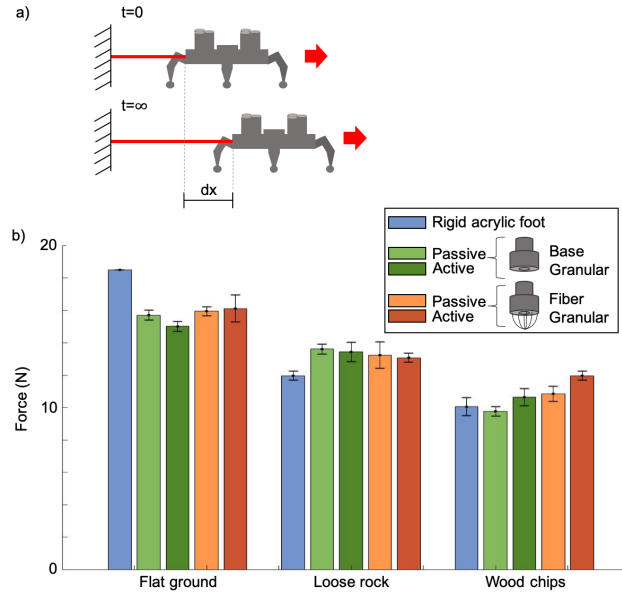 a)
t=0
t=∞
dx
b)
Rigid acrylic foot
Passive
Active
Base
Granular
Passive
Active
Fiber
Granular
20
10
0
Force (N)
Flat ground
Loose rock
Wood chips